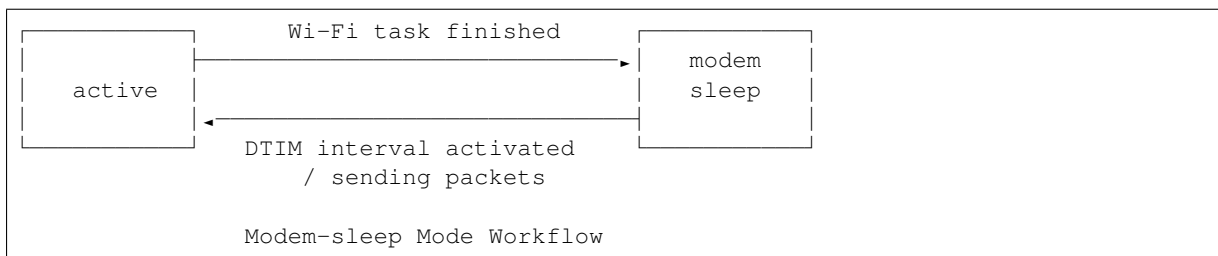 Wi-Fi task finished
modem
active sleep
DTIM interval activated
/ sending packets
Modem-sleep Mode Workflow